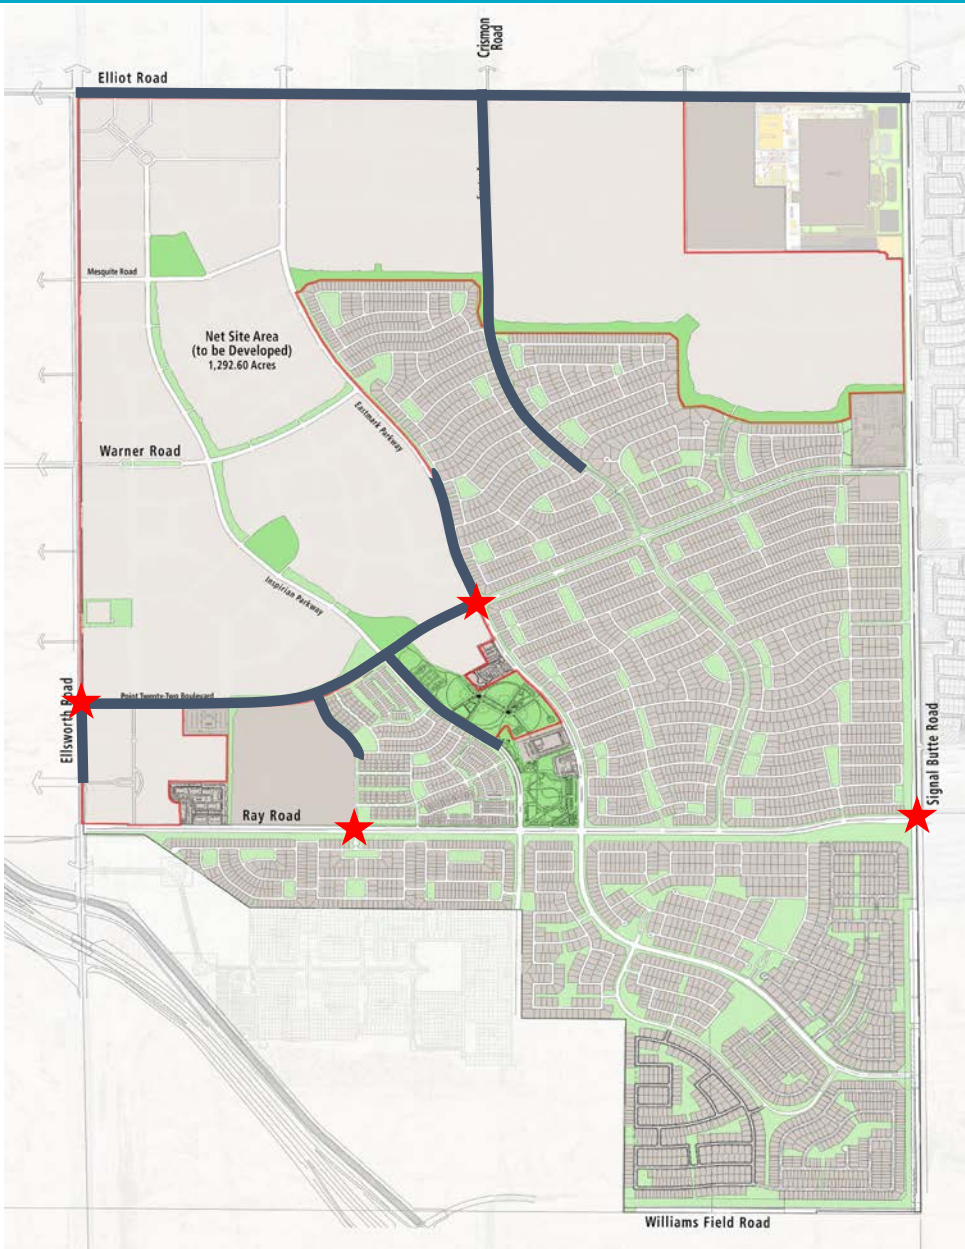 Crismon
Road
Elliot Road
Mesquite Road
Net Site Area
(to be Developed)
1,292.60 Acres
Eastmark Parkway
Warner Road
Inspirian Parkway
Ellsworth Road
Point Twenty-Two Boulevard
Signal Butte Road
Ray Road
Williams Field Road